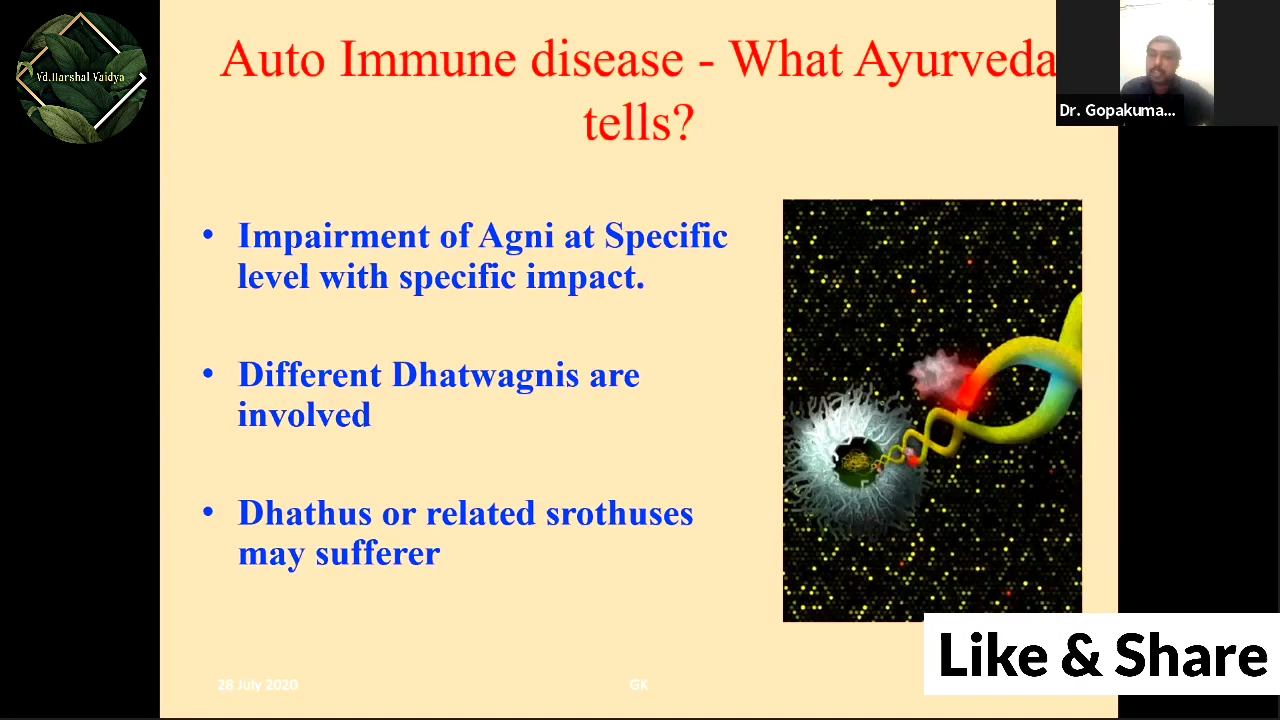 Vd.Harshal Vaidya
Auto Immune disease - What Ayurveda
tells?
Dr. Gopakuma...
• Impairment of Agni at Specific
level with specific impact.
• Different Dhatwagnis are
involved
• Dhathus or related srothuses
may sufferer
Like & Share
28 July 2020
GK